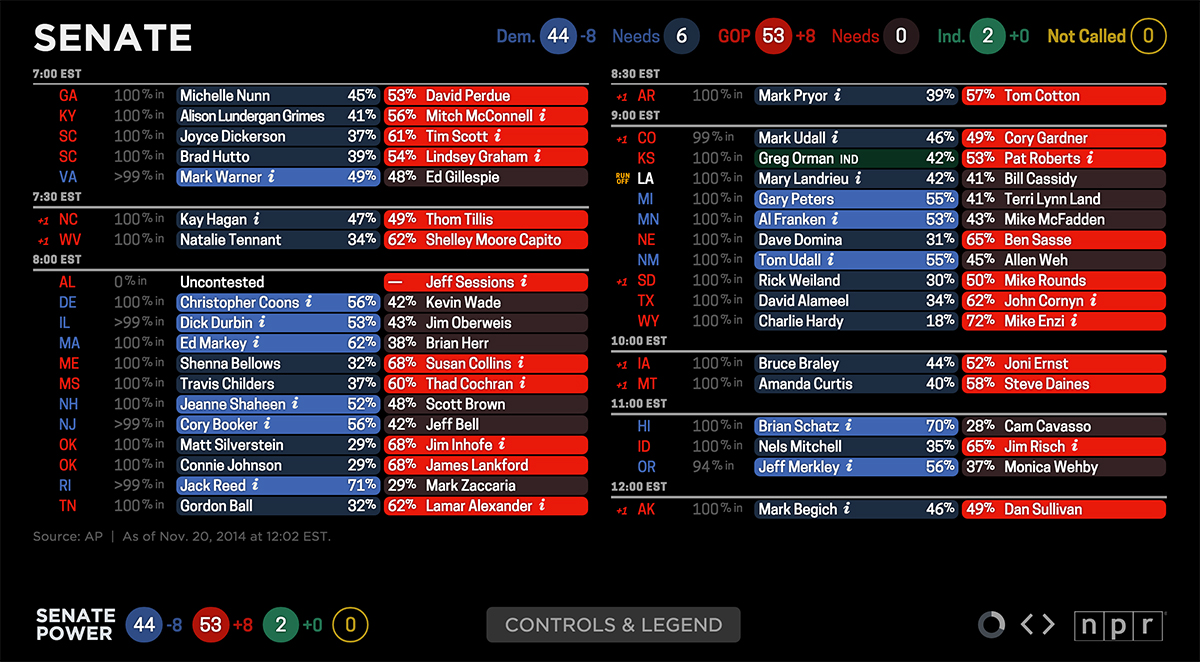 SENATE
Dem. 44 -8 Needs 6 GOP 53 +8 Needs 0 Ind. 2 +0 Not Called 0
7:00 EST
GA 100% in Michelle Nunn 45% 53% David Perdue
KY 100% in Alison Lundergan Grimes 41% 56% Mitch McConnell i
SC 100% in Joyce Dickerson 37% 61% Tim Scott i
SC 100% in Brad Hutto 39% 54% Lindsey Graham i
VA >99% in Mark Warner i 49% 48% Ed Gillespie
7:30 EST
+1 NC 100% in Kay Hagan i 47% 49% Thom Tillis
+1 WV 100% in Natalie Tennant 34% 62% Shelley Moore Capito
8:00 EST
AL 0% in Uncontested — Jeff Sessions i
DE 100% in Christopher Coons i 56% 42% Kevin Wade
IL >99% in Dick Durbin i 53% 43% Jim Oberweis
MA 100% in Ed Markey i 62% 38% Brian Herr
ME 100% in Shenna Bellows 32% 68% Susan Collins i
MS 100% in Travis Childers 37% 60% Thad Cochran i
NH 100% in Jeanne Shaheen i 52% 48% Scott Brown
NJ >99% in Cory Booker i 56% 42% Jeff Bell
OK 100% in Matt Silverstein 29% 68% Jim Inhofe i
OK 100% in Connie Johnson 29% 68% James Lankford
RI >99% in Jack Reed i 71% 29% Mark Zaccaria
TN 100% in Gordon Ball 32% 62% Lamar Alexander i
8:30 EST
+1 AR 100% in Mark Pryor i 39% 57% Tom Cotton
9:00 EST
+1 CO 99% in Mark Udall i 46% 49% Cory Gardner
KS 100% in Greg Orman IND 42% 53% Pat Roberts i
RUN OFF LA 100% in Mary Landrieu i 42% 41% Bill Cassidy
MI 100% in Gary Peters 55% 41% Terri Lynn Land
MN 100% in Al Franken i 53% 43% Mike McFadden
NE 100% in Dave Domina 31% 65% Ben Sasse
NM 100% in Tom Udall i 55% 45% Allen Weh
+1 SD 100% in Rick Weiland 30% 50% Mike Rounds
TX 100% in David Alameel 34% 62% John Cornyn i
WY 100% in Charlie Hardy 18% 72% Mike Enzi i
10:00 EST
+1 IA 100% in Bruce Braley 44% 52% Joni Ernst
+1 MT 100% in Amanda Curtis 40% 58% Steve Daines
11:00 EST
HI 100% in Brian Schatz i 70% 28% Cam Cavasso
ID 100% in Nels Mitchell 35% 65% Jim Risch i
OR 94% in Jeff Merkley i 56% 37% Monica Wehby
12:00 EST
+1 AK 100% in Mark Begich i 46% 49% Dan Sullivan
Source: AP | As of Nov. 20, 2014 at 12:02 EST.
SENATE POWER 44 -8 53 +8 2 +0 0
CONTROLS & LEGEND
npr